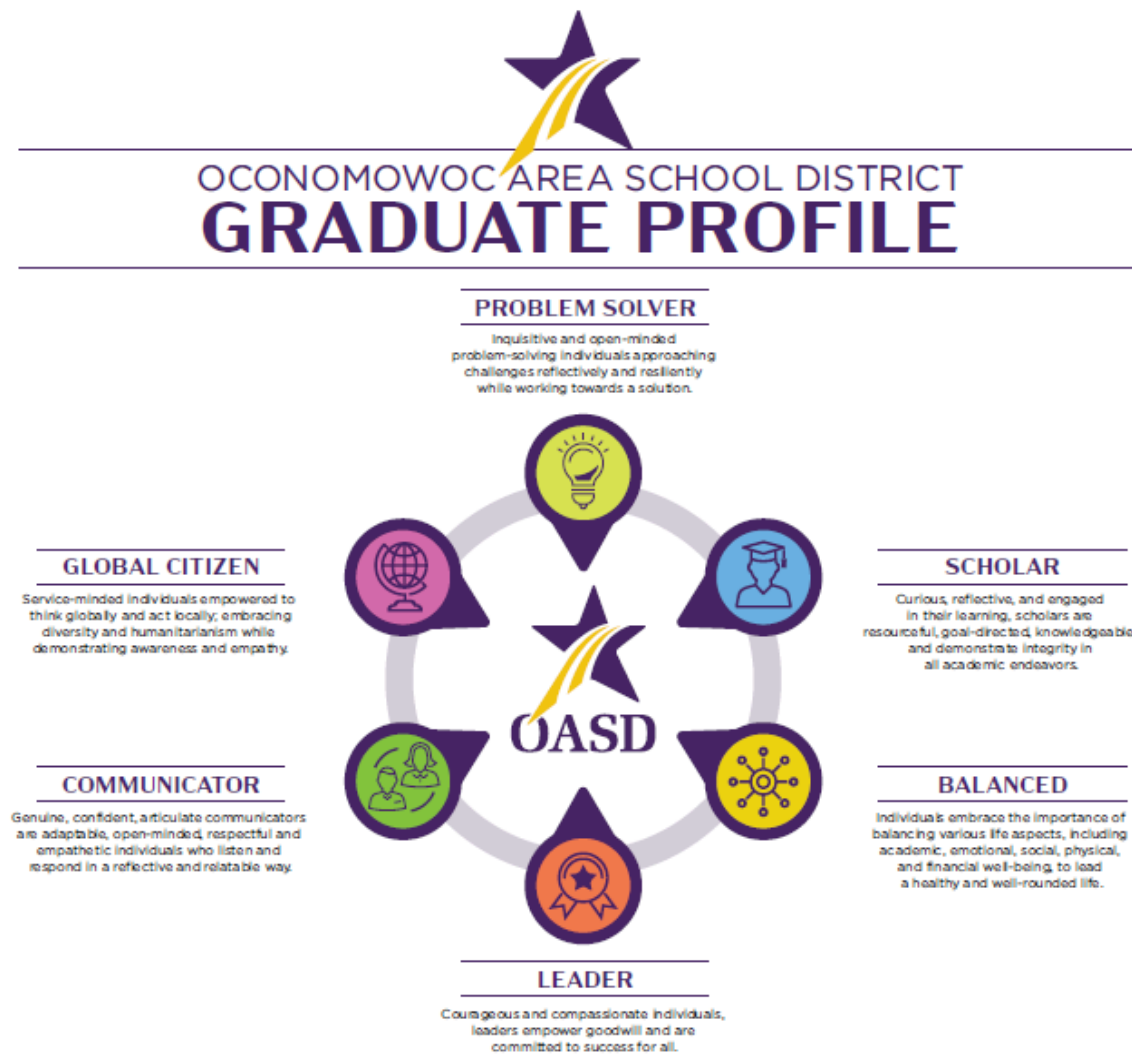 OCONOMOWOC AREA SCHOOL DISTRICT
GRADUATE PROFILE
PROBLEM SOLVER
Inquisitive and open-minded
problem-solving individuals approaching
challenges reflectively and resiliently
while working towards a solution.
GLOBAL CITIZEN
Service-minded individuals empowered to
think globally and act locally; embracing
diversity and humanitarianism while
demonstrating awareness and empathy.
SCHOLAR
Curious, reflective, and engaged
in their learning, scholars are
resourceful, goal-directed, knowledgeable
and demonstrate integrity in
all academic endeavors.
OASD
COMMUNICATOR
Genuine, confident, articulate communicators
are adaptable, open-minded, respectful and
empathetic individuals who listen and
respond in a reflective and relatable way.
BALANCED
Individuals embrace the importance of
balancing various life aspects, including
academic, emotional, social, physical,
and financial well-being, to lead
a healthy and well-rounded life.
LEADER
Courageous and compassionate individuals,
leaders empower goodwill and are
committed to success for all.